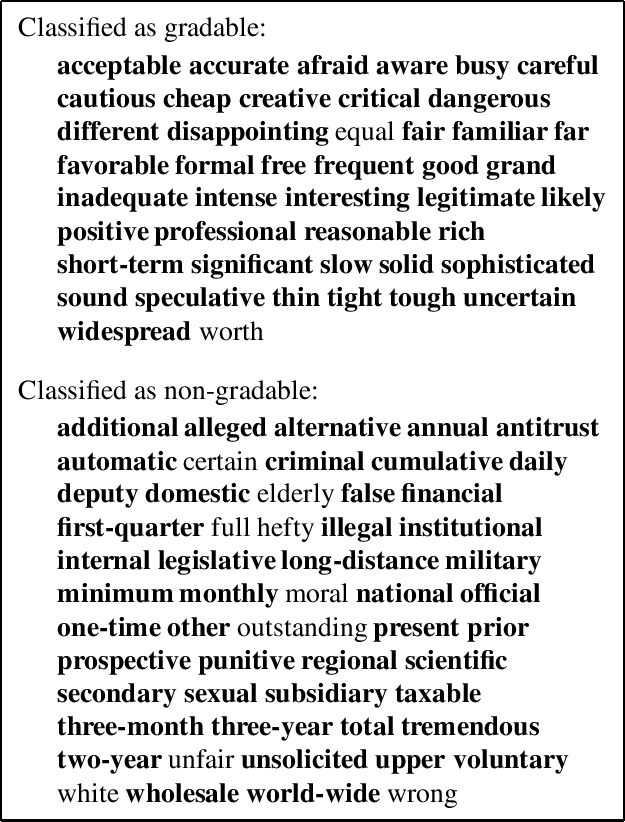 Classified as gradable:
acceptable accurate afraid aware busy careful
cautious cheap creative critical dangerous
different disappointing equal fair familiar far
favorable formal free frequent good grand
inadequate intense interesting legitimate likely
positive professional reasonable rich
short-term significant slow solid sophisticated
sound speculative thin tight tough uncertain
widespread worth
Classified as non-gradable:
additional alleged alternative annual antitrust
automatic certain criminal cumulative daily
deputy domestic elderly false financial
first-quarter full hefty illegal institutional
internal legislative long-distance military
minimum monthly moral national official
one-time other outstanding present prior
prospective punitive regional scientific
secondary sexual subsidiary taxable
three-month three-year total tremendous
two-year unfair unsolicited upper voluntary
white wholesale world-wide wrong